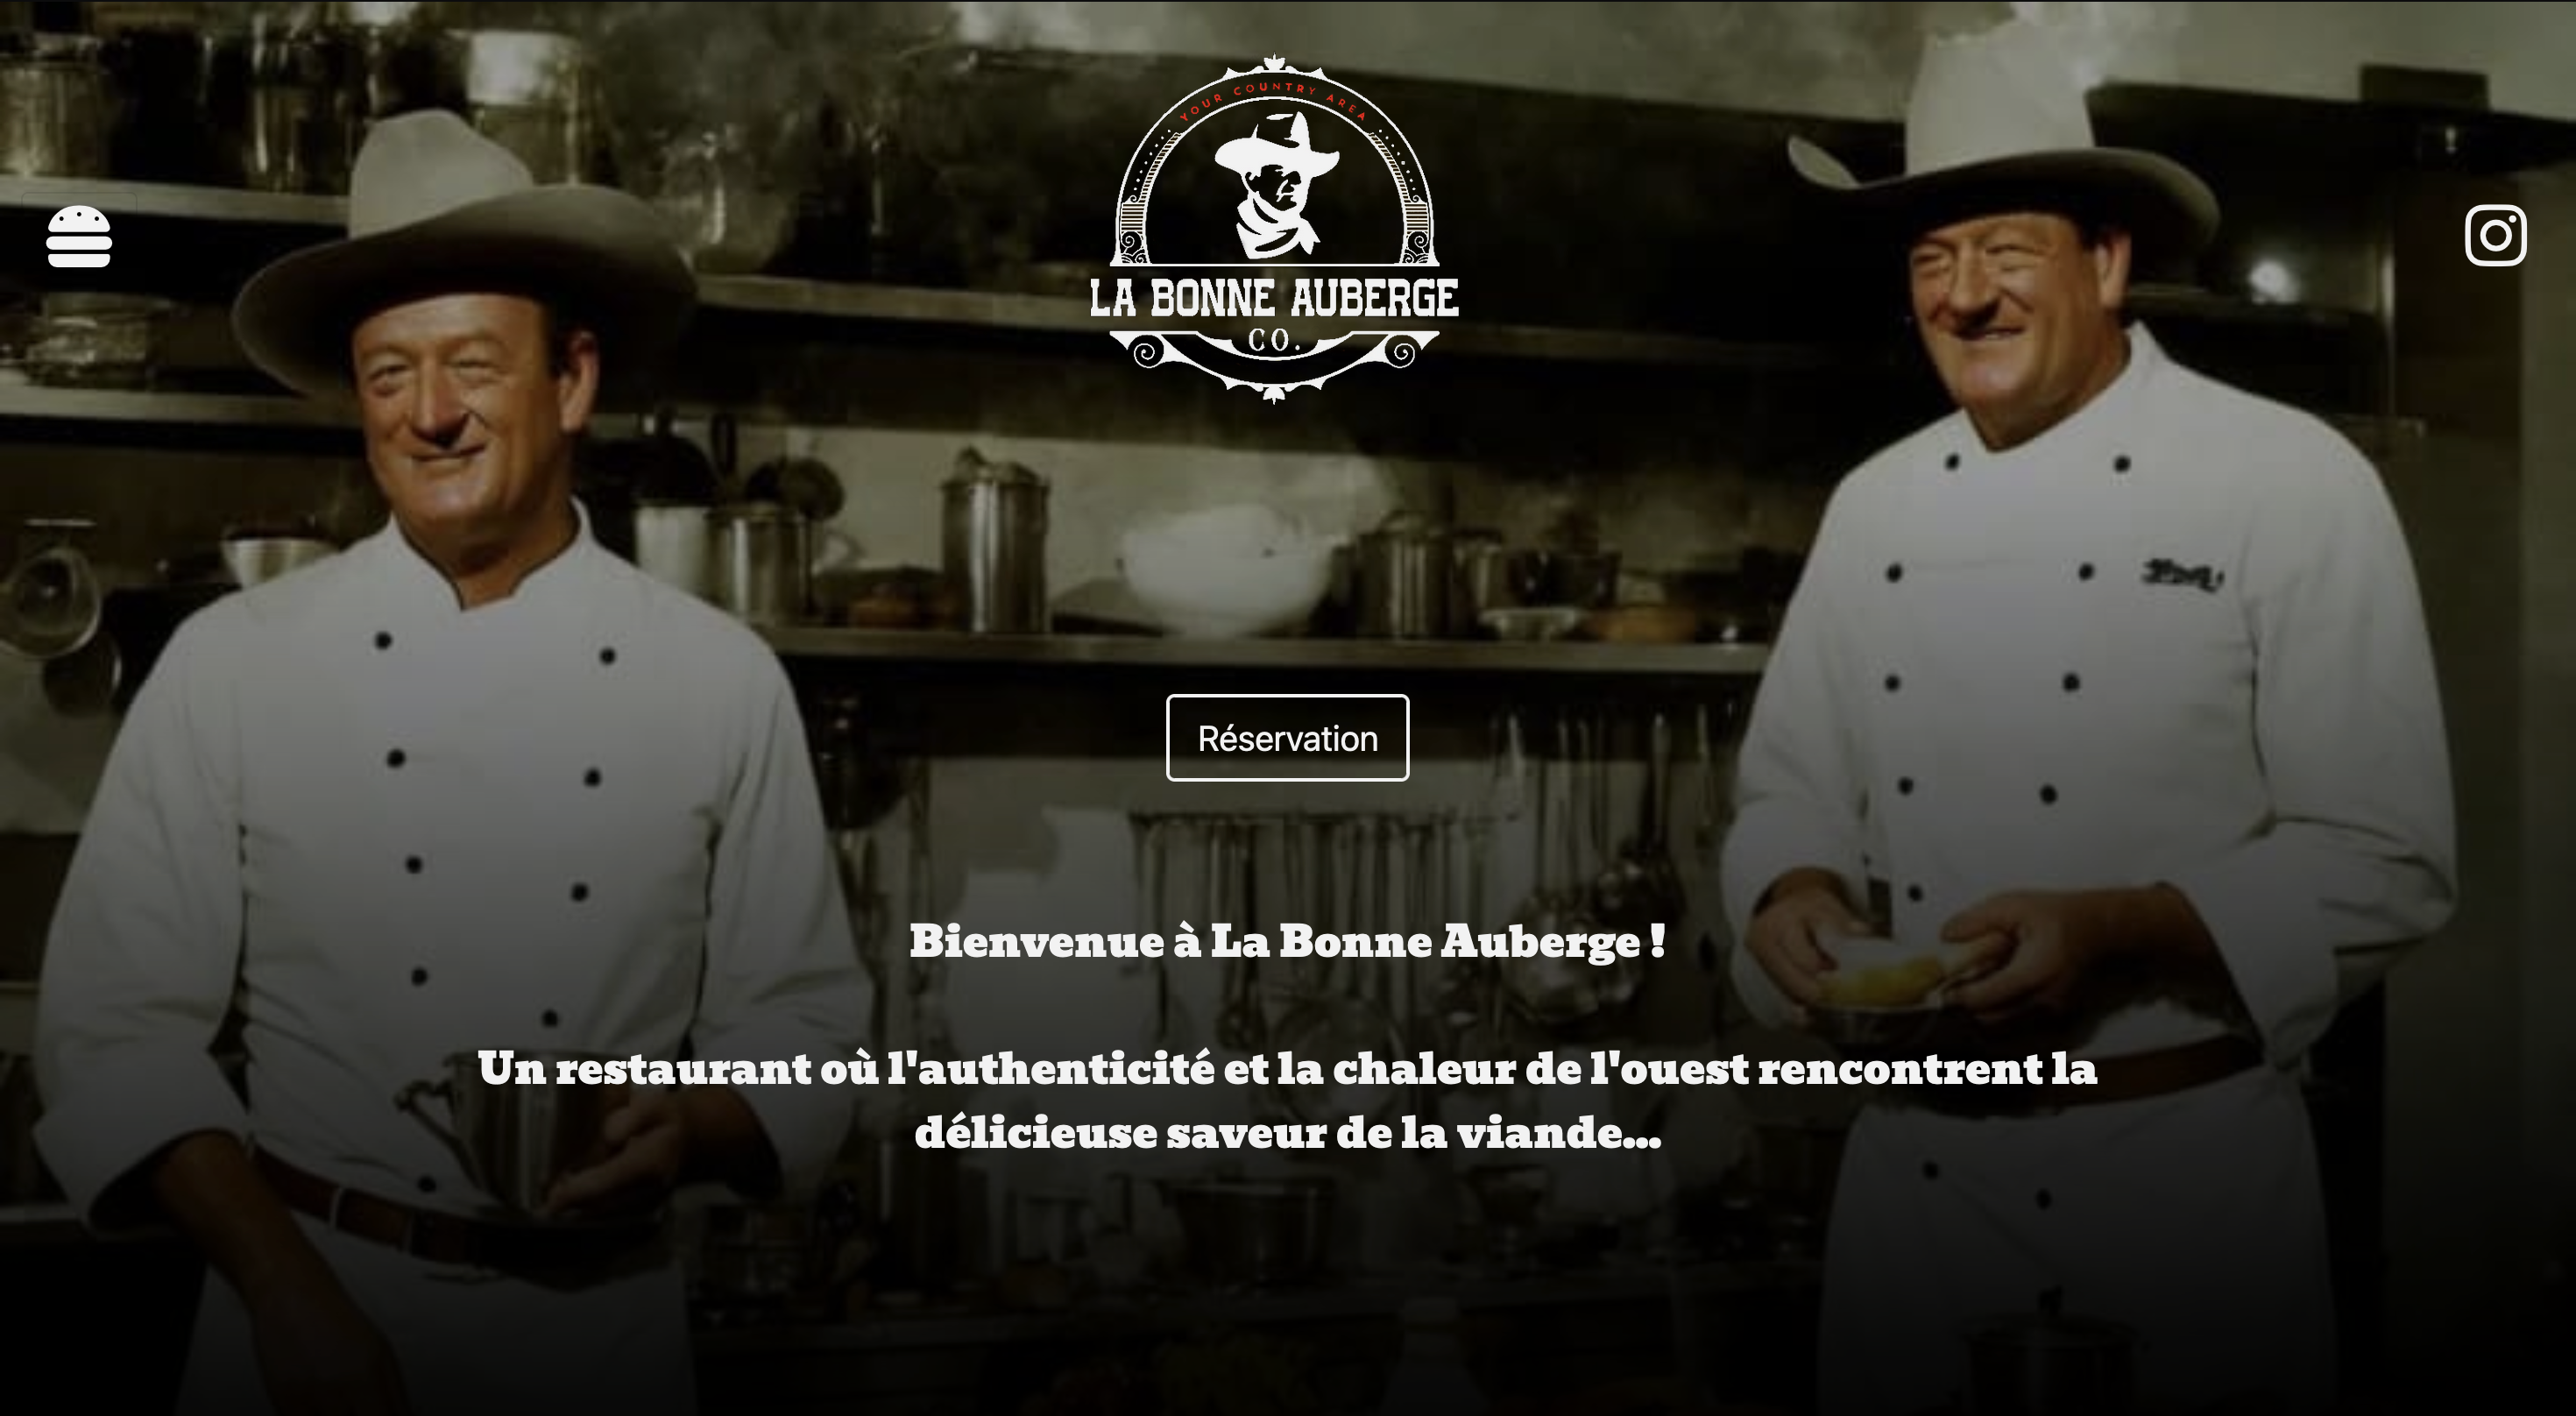 YOUR COUNTRY AREA
LA BONNE AUBERGE
CO.
Réservation
Bienvenue à La Bonne Auberge !
Un restaurant où l'authenticité et la chaleur de l'ouest rencontrent la
délicieuse saveur de la viande...